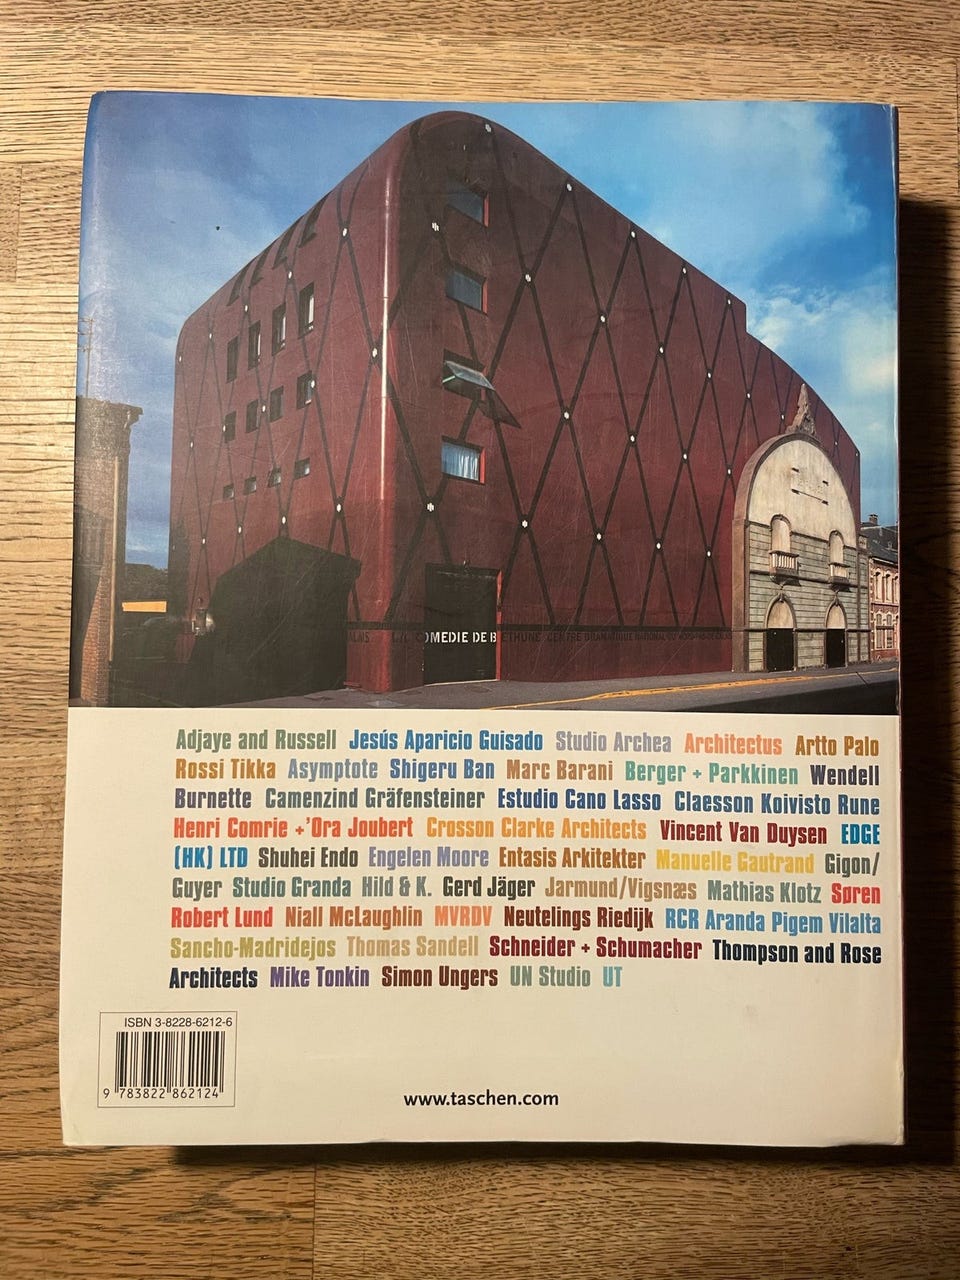 COMEDIE DE BETHUNE CENTRE DRAMATIQUE NATIONAL DU NORD-PAS-DE-CALAIS
Adjaye and Russell Jesús Aparicio Guisado Studio Archea Architectus Artto Palo
Rossi Tikka Asymptote Shigeru Ban Marc Barani Berger + Parkkinen Wendell
Burnette Camenzind Gräfensteiner Estudio Cano Lasso Claesson Koivisto Rune
Henri Comrie +'Ora Joubert Crosson Clarke Architects Vincent Van Duysen EDGE
(HK) LTD Shuhei Endo Engelen Moore Entasis Arkitekter Manuelle Gautrand Gigon/
Guyer Studio Granda Hild & K. Gerd Jäger Jarmund/Vigsnæs Mathias Klotz Søren
Robert Lund Niall McLaughlin MVRDV Neutelings Riedijk RCR Aranda Pigem Vilalta
Sancho-Madridejos Thomas Sandell Schneider + Schumacher Thompson and Rose
Architects Mike Tonkin Simon Ungers UN Studio UT
ISBN 3-8228-6212-6
9 783822 862124
www.taschen.com